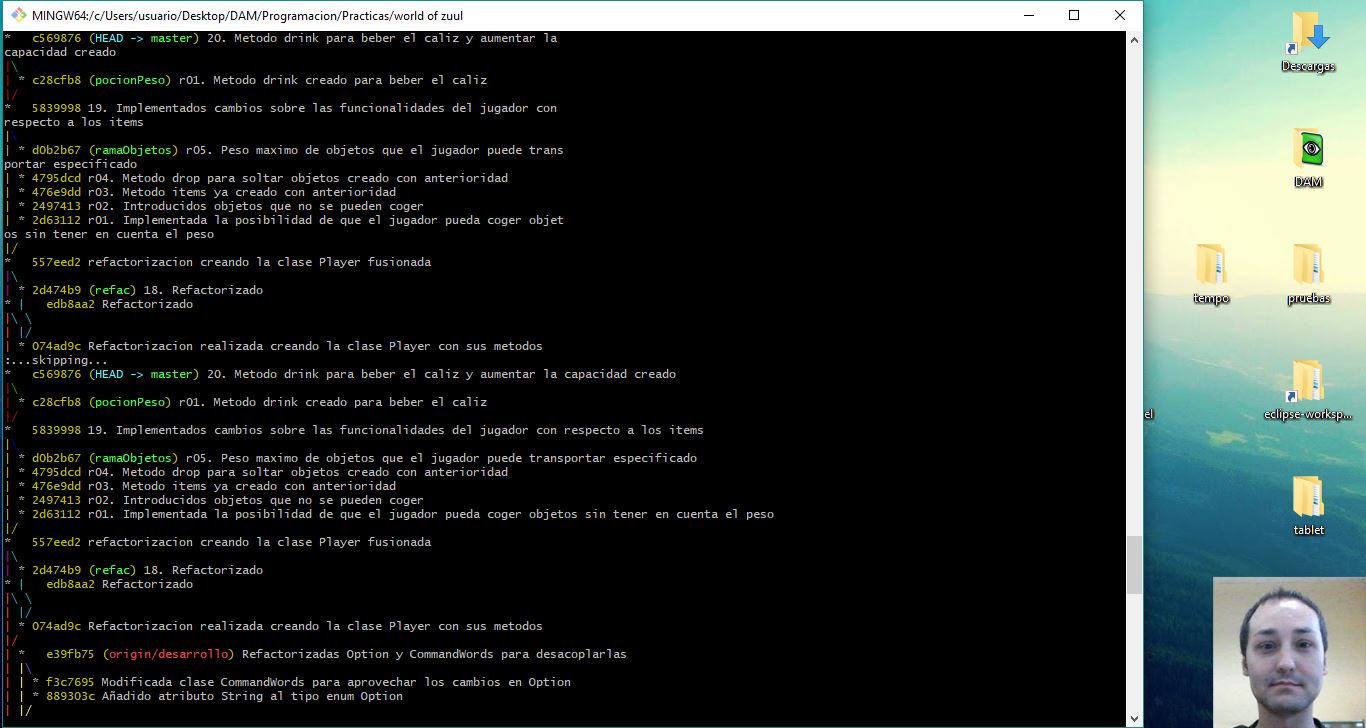 MINGW64:/c/Users/usuario/Desktop/DAM/Programacion/Practicas/world of zuul
*   c569876 (HEAD -> master) 20. Metodo drink para beber el caliz y aumentar la
capacidad creado
|\
| * c28cfb8 (pocionPeso) r01. Metodo drink creado para beber el caliz
|/
*   5839998 19. Implementados cambios sobre las funcionalidades del jugador con
respecto a los items
|\
| * d0b2b67 (ramaObjetos) r05. Peso maximo de objetos que el jugador puede trans
portar especificado
| * 4795dcd r04. Metodo drop para soltar objetos creado con anterioridad
| * 476e9dd r03. Metodo items ya creado con anterioridad
| * 2497413 r02. Introducidos objetos que no se pueden coger
| * 2d63112 r01. Implementada la posibilidad de que el jugador pueda coger objet
os sin tener en cuenta el peso
|/
*   557eed2 refactorizacion creando la clase Player fusionada
|\
| * 2d474b9 (refac) 18. Refactorizado
* |   edb8aa2 Refactorizado
|\ \
| |/
| * 074ad9c Refactorizacion realizada creando la clase Player con sus metodos
:...skipping...
*   c569876 (HEAD -> master) 20. Metodo drink para beber el caliz y aumentar la capacidad creado
|\
| * c28cfb8 (pocionPeso) r01. Metodo drink creado para beber el caliz
|/
*   5839998 19. Implementados cambios sobre las funcionalidades del jugador con respecto a los items
|\
| * d0b2b67 (ramaObjetos) r05. Peso maximo de objetos que el jugador puede transportar especificado
| * 4795dcd r04. Metodo drop para soltar objetos creado con anterioridad
| * 476e9dd r03. Metodo items ya creado con anterioridad
| * 2497413 r02. Introducidos objetos que no se pueden coger
| * 2d63112 r01. Implementada la posibilidad de que el jugador pueda coger objetos sin tener en cuenta el peso
|/
*   557eed2 refactorizacion creando la clase Player fusionada
|\
| * 2d474b9 (refac) 18. Refactorizado
* |   edb8aa2 Refactorizado
|\ \
| |/
| * 074ad9c Refactorizacion realizada creando la clase Player con sus metodos
|/
| *   e39fb75 (origin/desarrollo) Refactorizadas Option y CommandWords para desacoplarlas
| |\
| | * f3c7695 Modificada clase CommandWords para aprovechar los cambios en Option
| | * 889303c Añadido atributo String al tipo enum Option
| |/
Descargas
DAM
tempo
pruebas
el
eclipse-worksp...
tablet